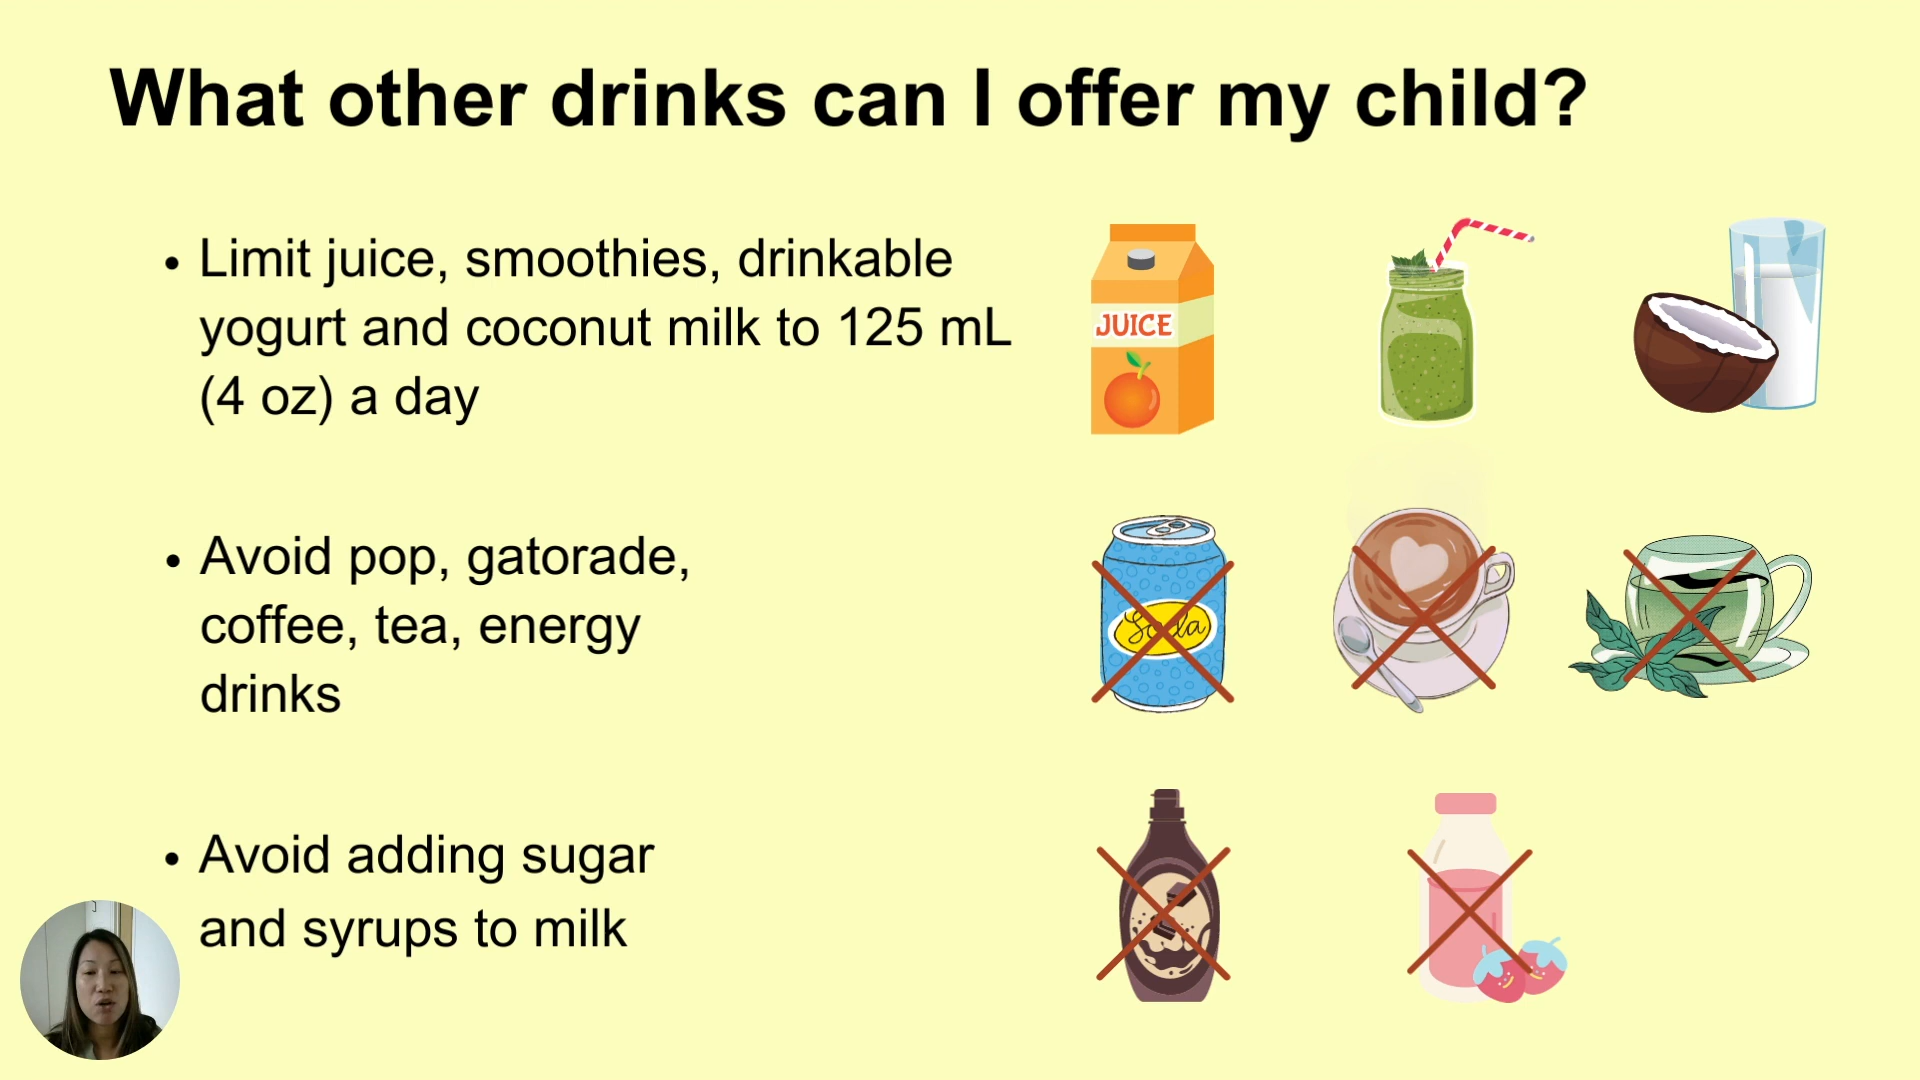 What other drinks can I offer my child?
• Limit juice, smoothies, drinkable
yogurt and coconut milk to 125 mL
(4 oz) a day
JUICE
• Avoid pop, gatorade,
coffee, tea, energy
drinks
Soda
• Avoid adding sugar
and syrups to milk